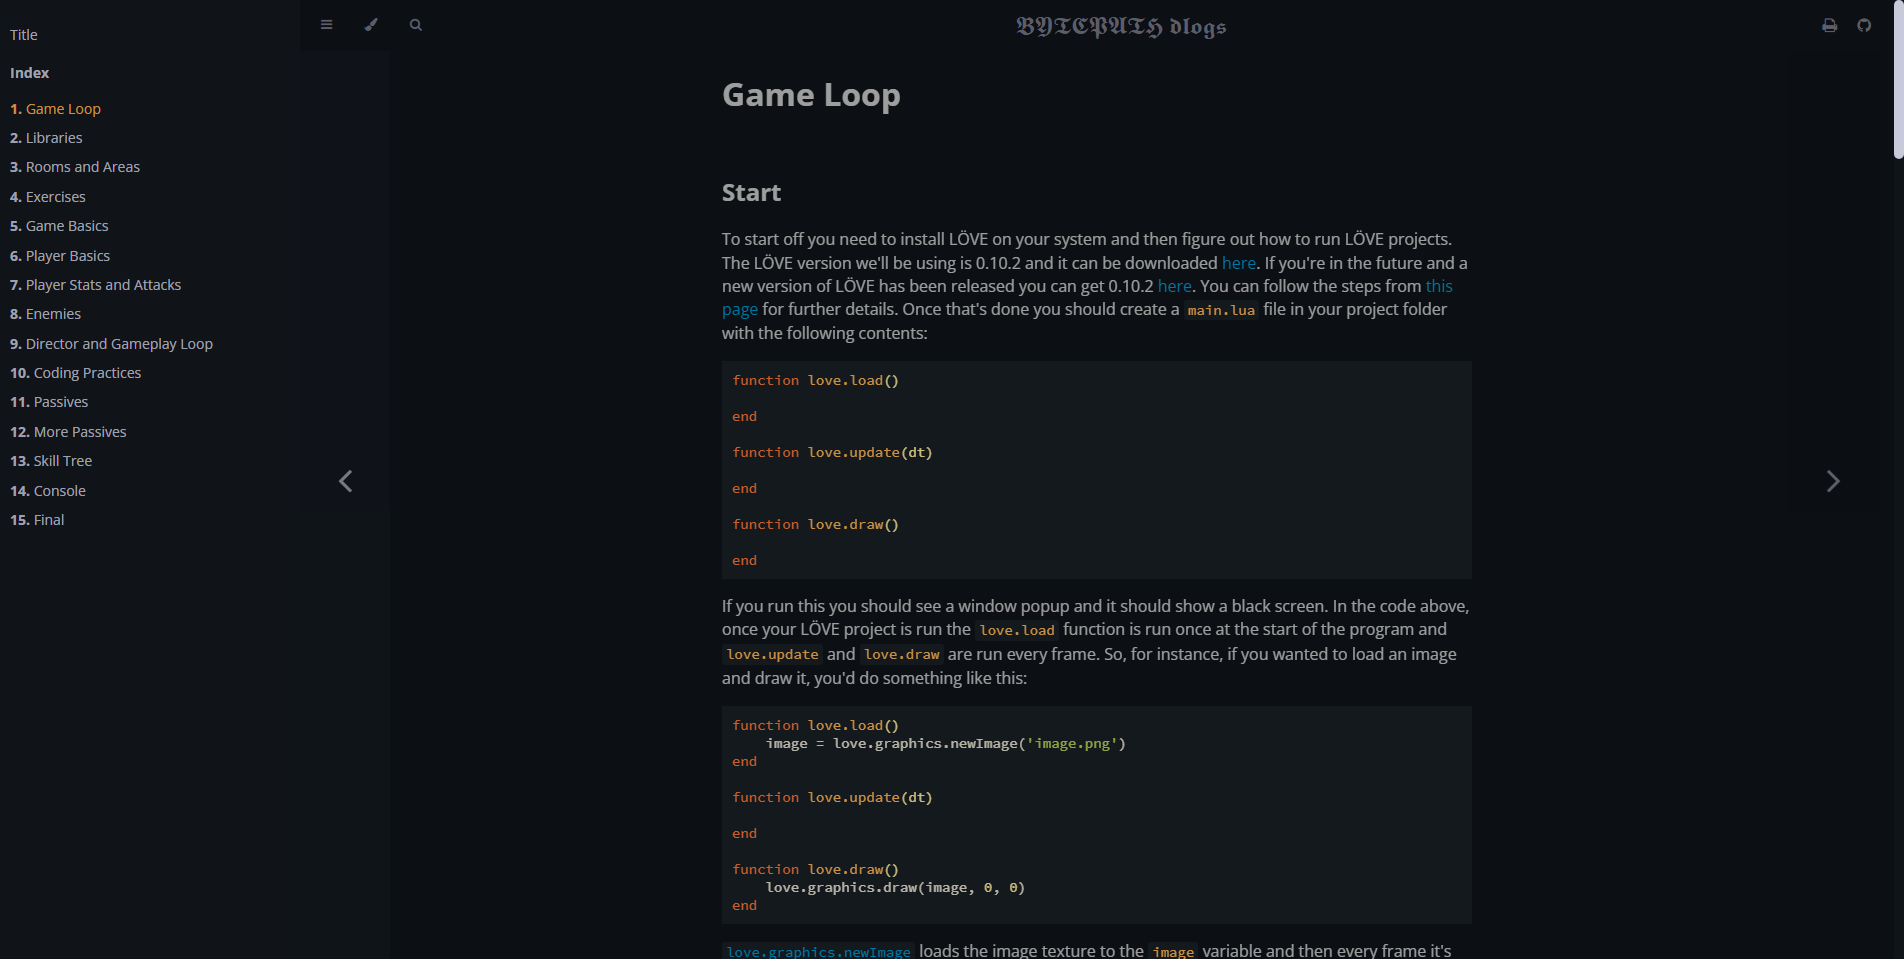 Title
Index
1. Game Loop
2. Libraries
3. Rooms and Areas
4. Exercises
5. Game Basics
6. Player Basics
7. Player Stats and Attacks
8. Enemies
9. Director and Gameplay Loop
10. Coding Practices
11. Passives
12. More Passives
13. Skill Tree
14. Console
15. Final
BYTEPATH dlogs
Game Loop
Start
To start off you need to install LÖVE on your system and then figure out how to run LÖVE projects.
The LÖVE version we'll be using is 0.10.2 and it can be downloaded here. If you're in the future and a
new version of LÖVE has been released you can get 0.10.2 here. You can follow the steps from this
page for further details. Once that's done you should create a main.lua file in your project folder
with the following contents:
function love.load()
end
function love.update(dt)
end
function love.draw()
end
If you run this you should see a window popup and it should show a black screen. In the code above,
once your LÖVE project is run the love.load function is run once at the start of the program and
love.update and love.draw are run every frame. So, for instance, if you wanted to load an image
and draw it, you'd do something like this:
function love.load()
    image = love.graphics.newImage('image.png')
end
function love.update(dt)
end
function love.draw()
    love.graphics.draw(image, 0, 0)
end
love.graphics.newImage loads the image texture to the image variable and then every frame it's